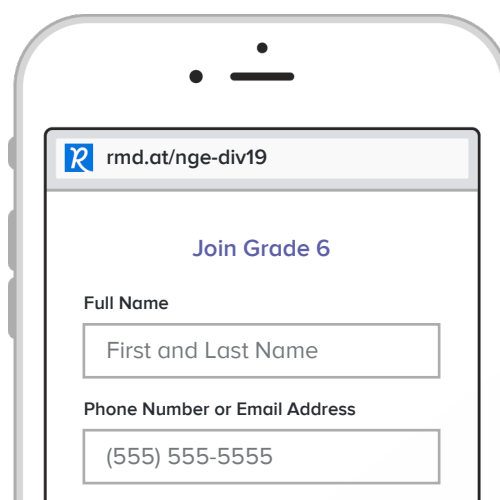 rmd.at/nge-div19
Join Grade 6
Full Name
First and Last Name
Phone Number or Email Address
(555) 555-5555